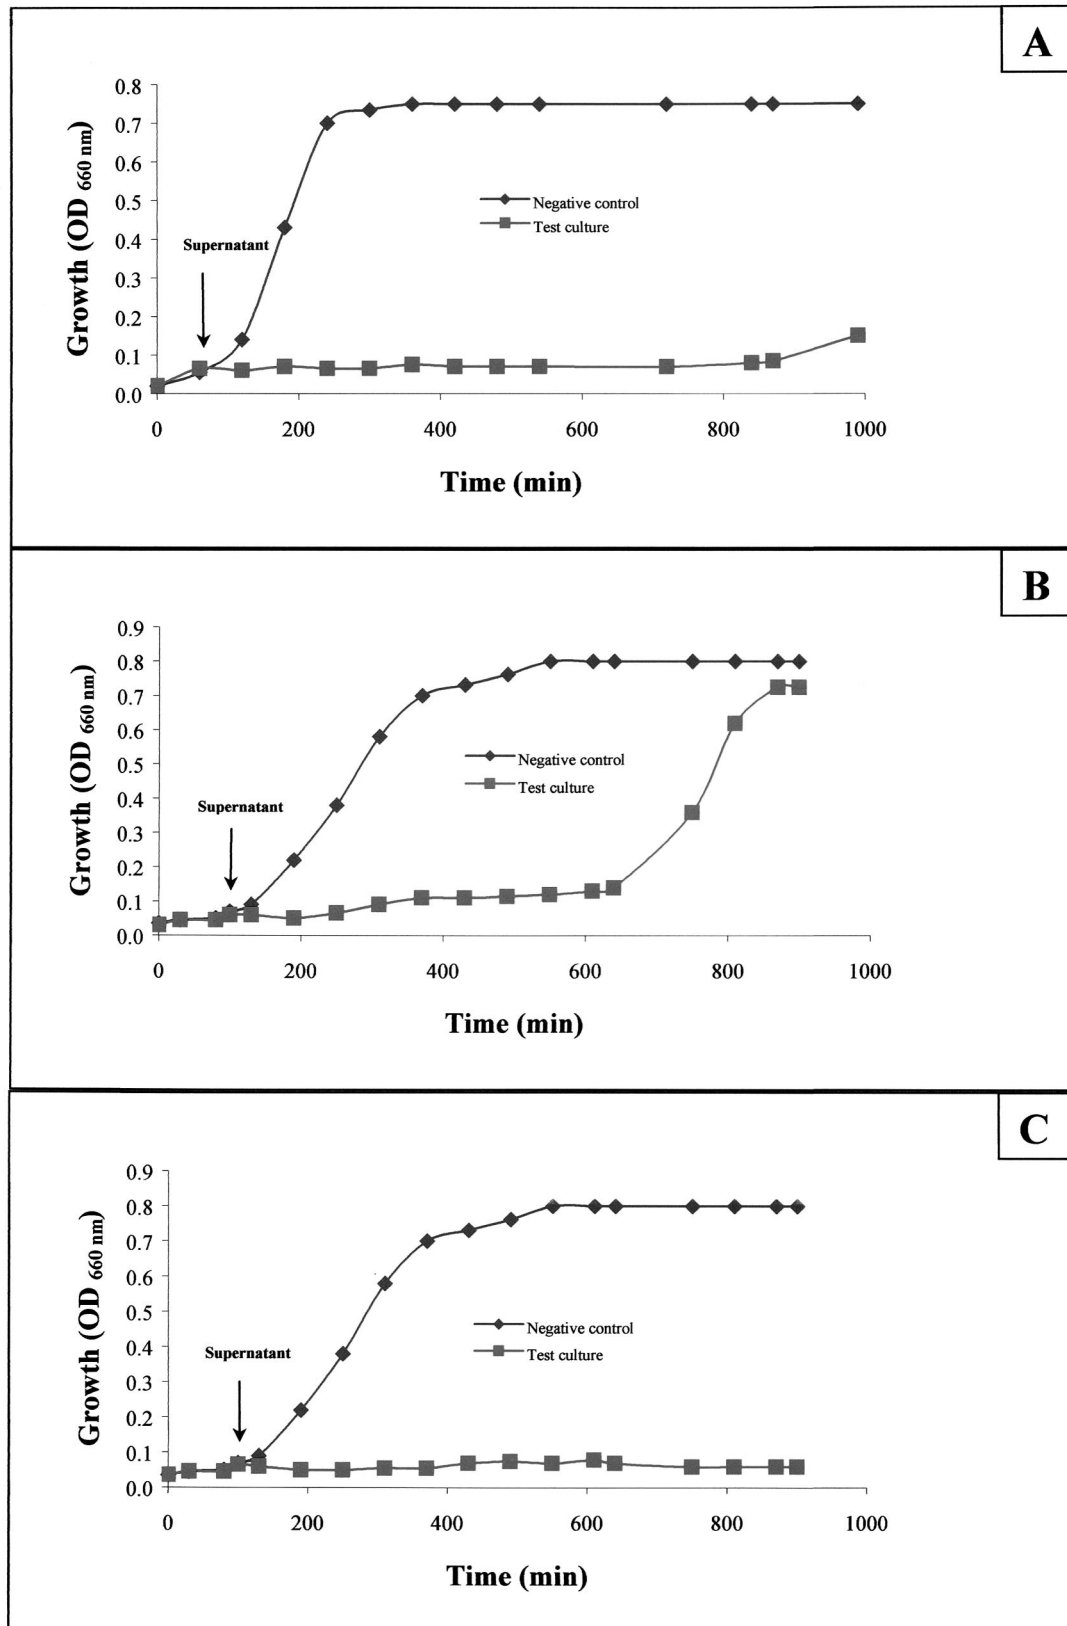 A
0.8
0.7
0.6
0.5
0.4
0.3
0.2
0.1
0.0
Growth (OD 660 nm)
Supernatant
Negative control
Test culture
0 200 400 600 800 1000
Time (min)
B
0.9
0.8
0.7
0.6
0.5
0.4
0.3
0.2
0.1
0.0
Growth (OD 660 nm)
Supernatant
Negative control
Test culture
0 200 400 600 800 1000
Time (min)
C
0.9
0.8
0.7
0.6
0.5
0.4
0.3
0.2
0.1
0.0
Growth (OD 660 nm)
Supernatant
Negative control
Test culture
0 200 400 600 800 1000
Time (min)